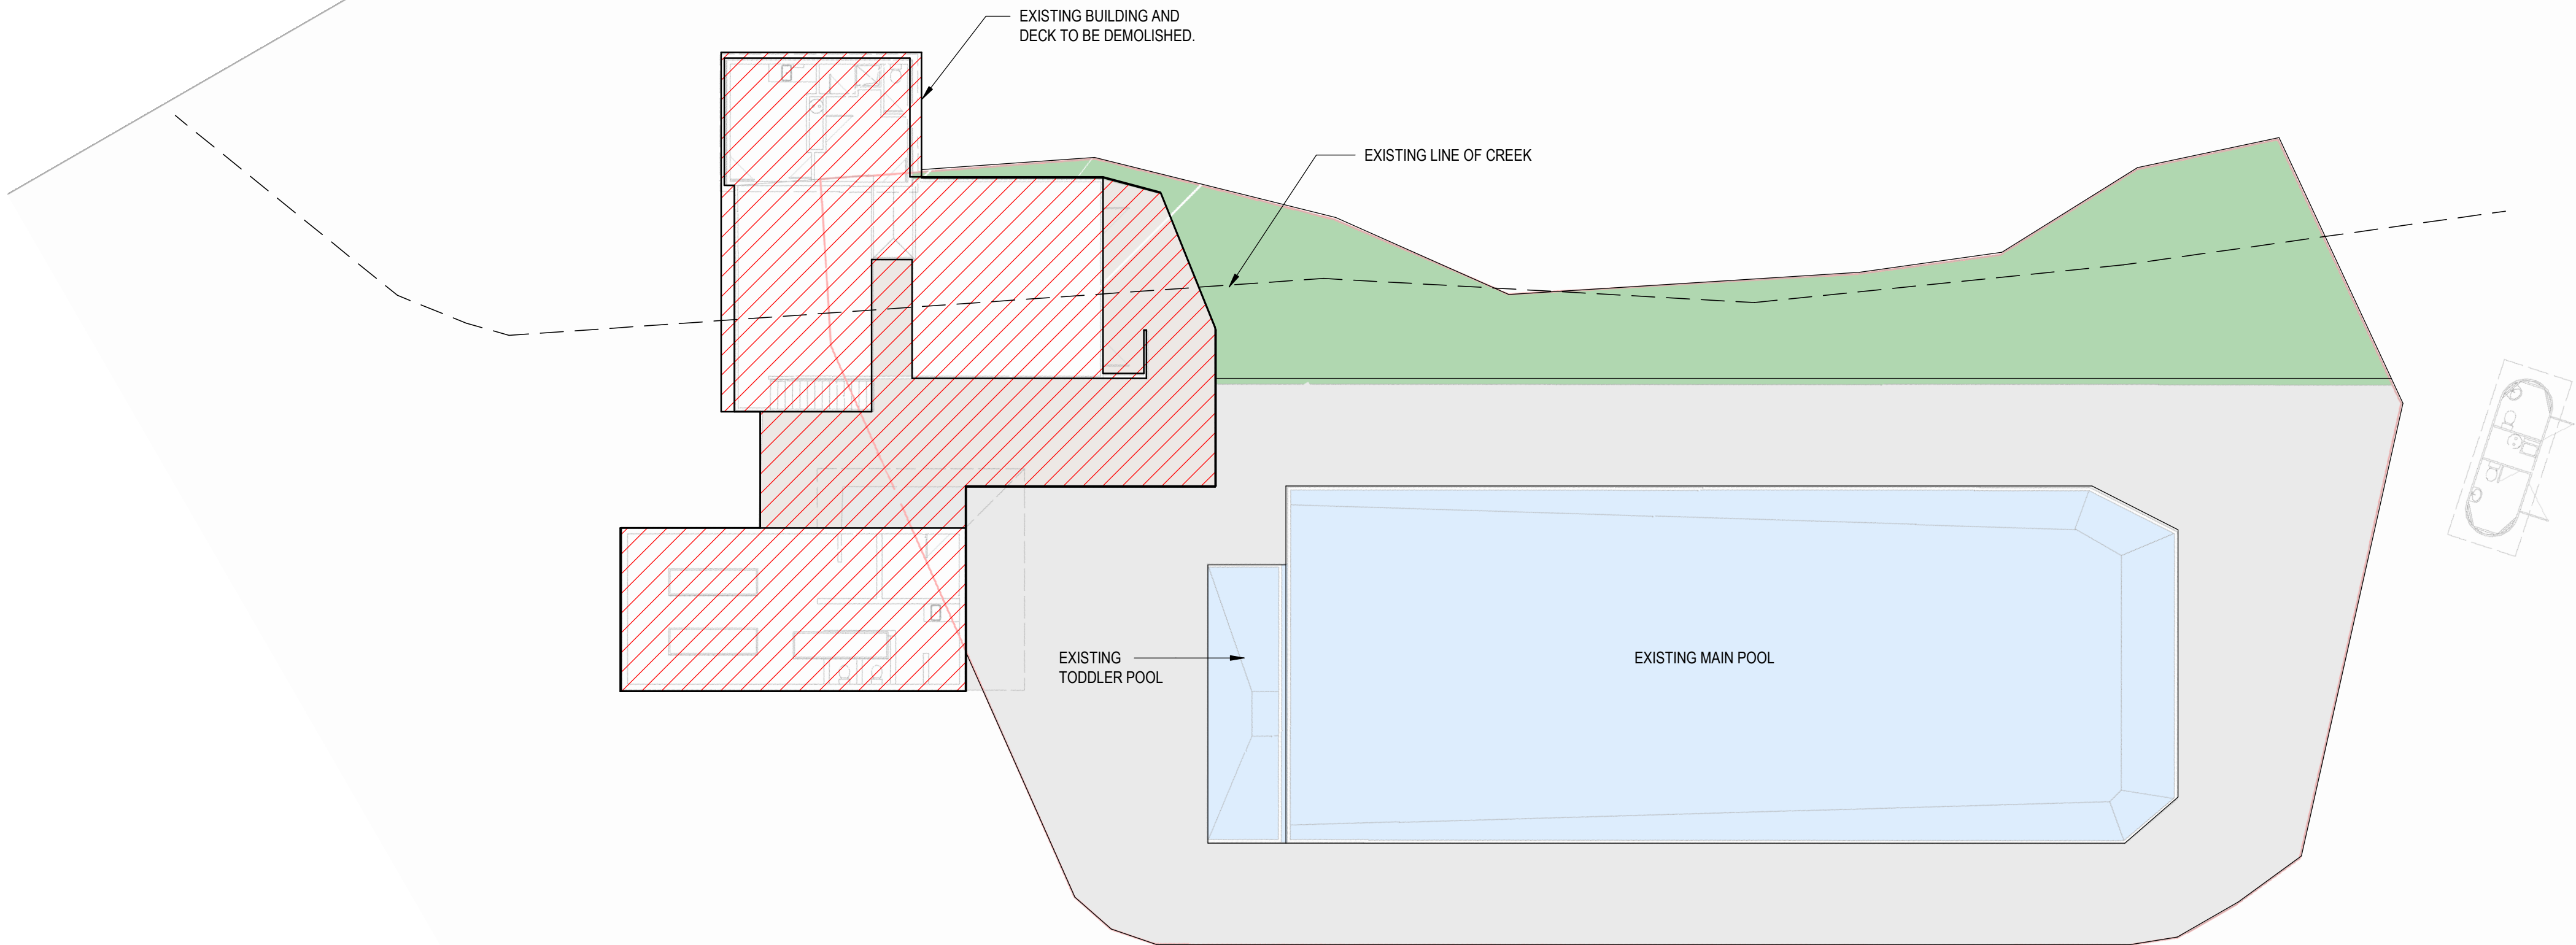 EXISTING BUILDING AND
DECK TO BE DEMOLISHED.
EXISTING LINE OF CREEK
EXISTING
TODDLER POOL
EXISTING MAIN POOL